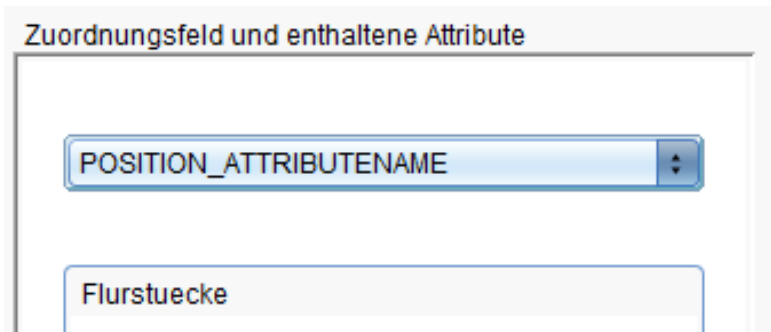 Zuordnungsfeld und enthaltene Attribute
POSITION_ATTRIBUTENAME
Flurstuecke